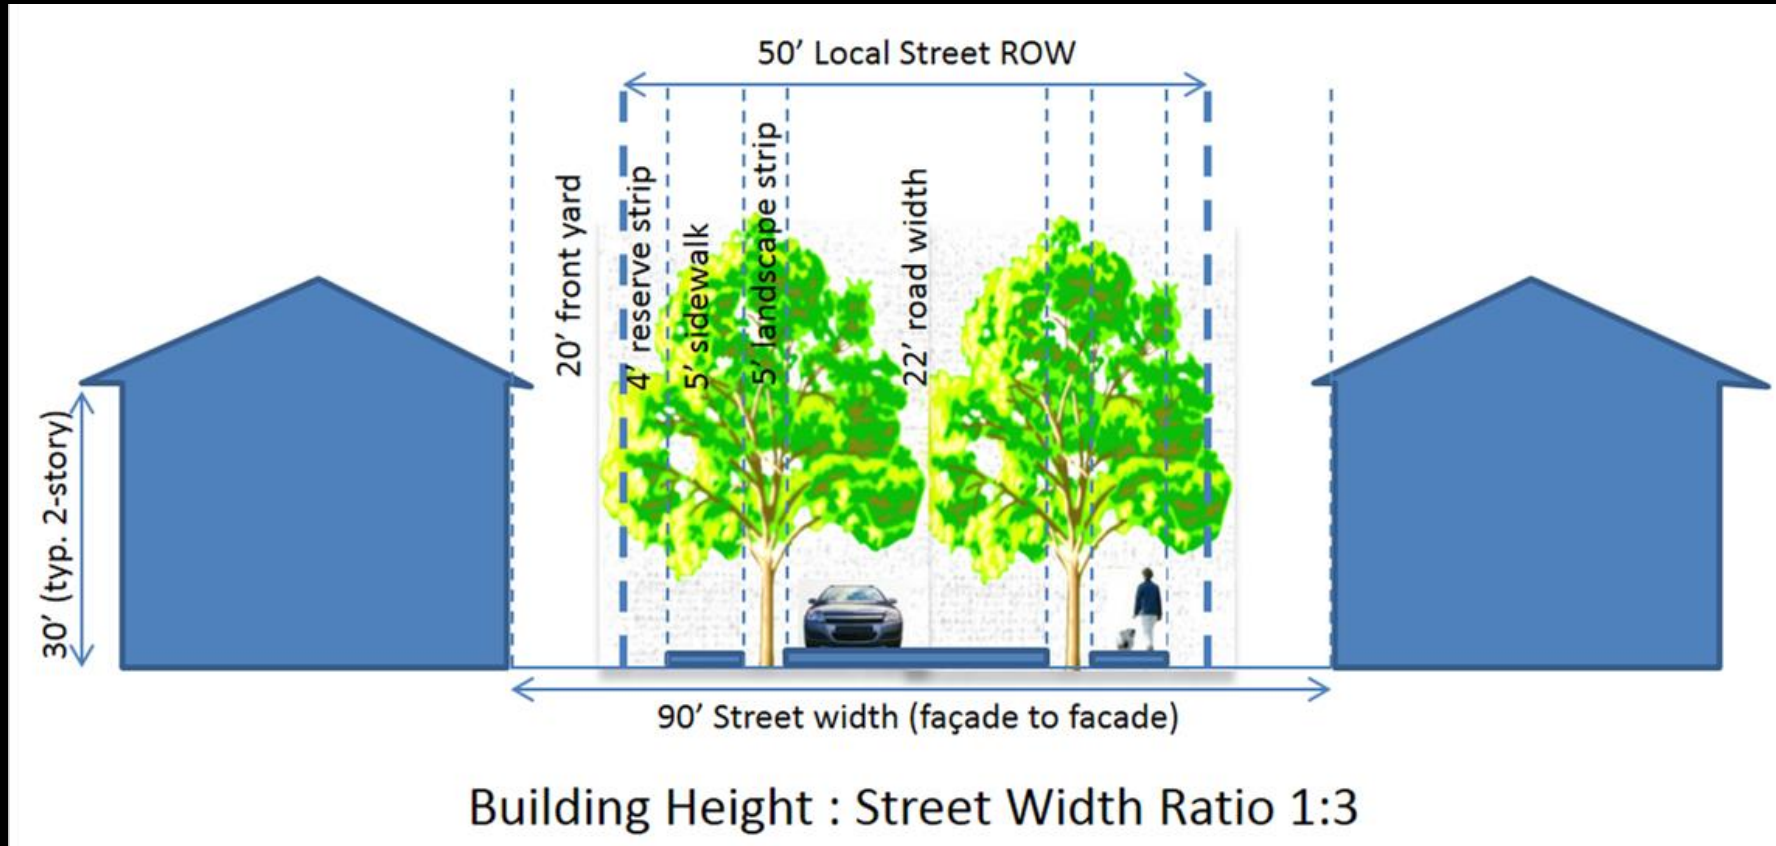 50’ Local Street ROW
20’ front yard
4’ reserve strip
5’ sidewalk
5’ landscape strip
22’ road width
30’ (typ. 2-story)
90’ Street width (façade to facade)
Building Height : Street Width Ratio 1:3